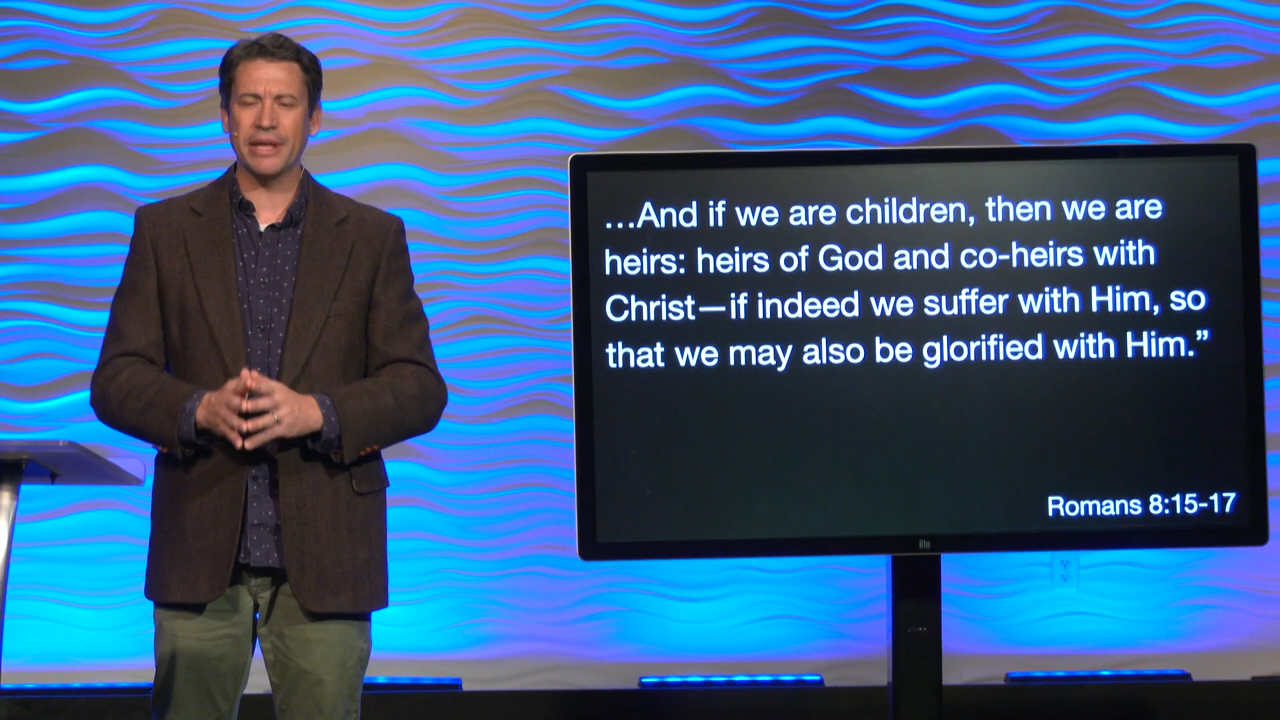 ...And if we are children, then we are
heirs: heirs of God and co-heirs with
Christ—if indeed we suffer with Him, so
that we may also be glorified with Him.”
Romans 8:15-17
elo